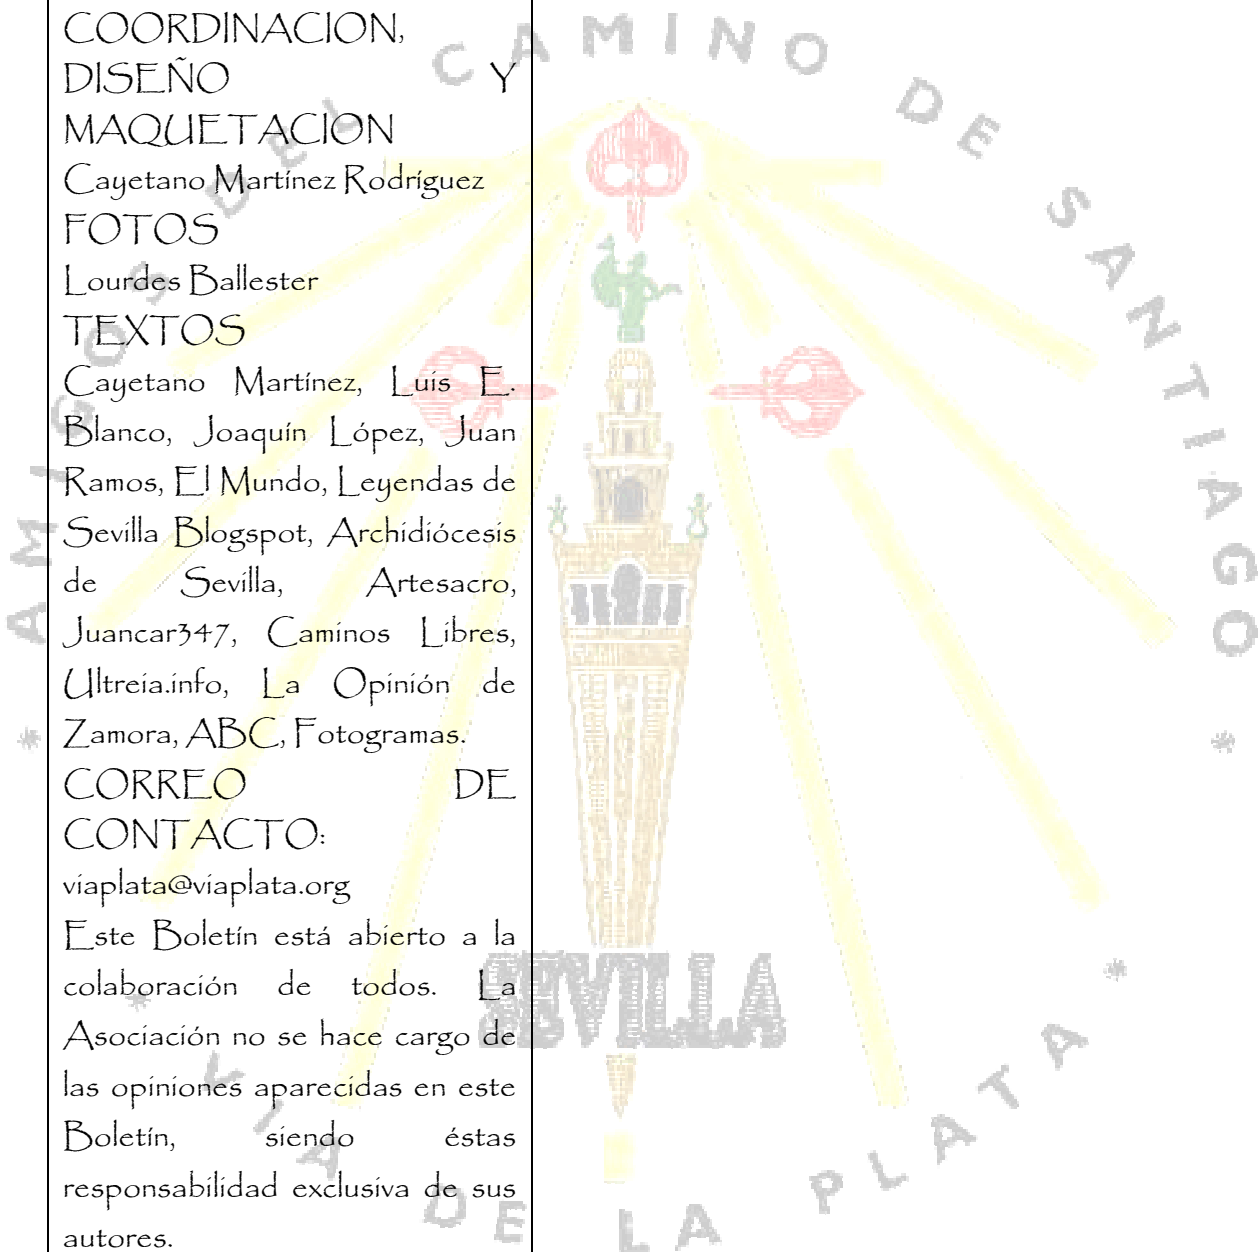 COORDINACION,
DISEÑO Y
MAQUETACION
Cayetano Martínez Rodríguez
FOTOS
Lourdes Ballester
TEXTOS
Cayetano Martínez, Luis E.
Blanco, Joaquín López, Juan
Ramos, El Mundo, Leyendas de
Sevilla Blogspot, Archidiócesis
de Sevilla, Artesacro,
Juancar347, Caminos Libres,
Ultreia.info, La Opinión de
Zamora, ABC, Fotogramas.
CORREO DE
CONTACTO:
viaplata@viaplata.org
Este Boletín está abierto a la
colaboración de todos. La
Asociación no se hace cargo de
las opiniones aparecidas en este
Boletín, siendo éstas
responsabilidad exclusiva de sus
autores.
* AMIGOS DEL CAMINO DE SANTIAGO *
SEVILLA
* VIA DE LA PLATA *